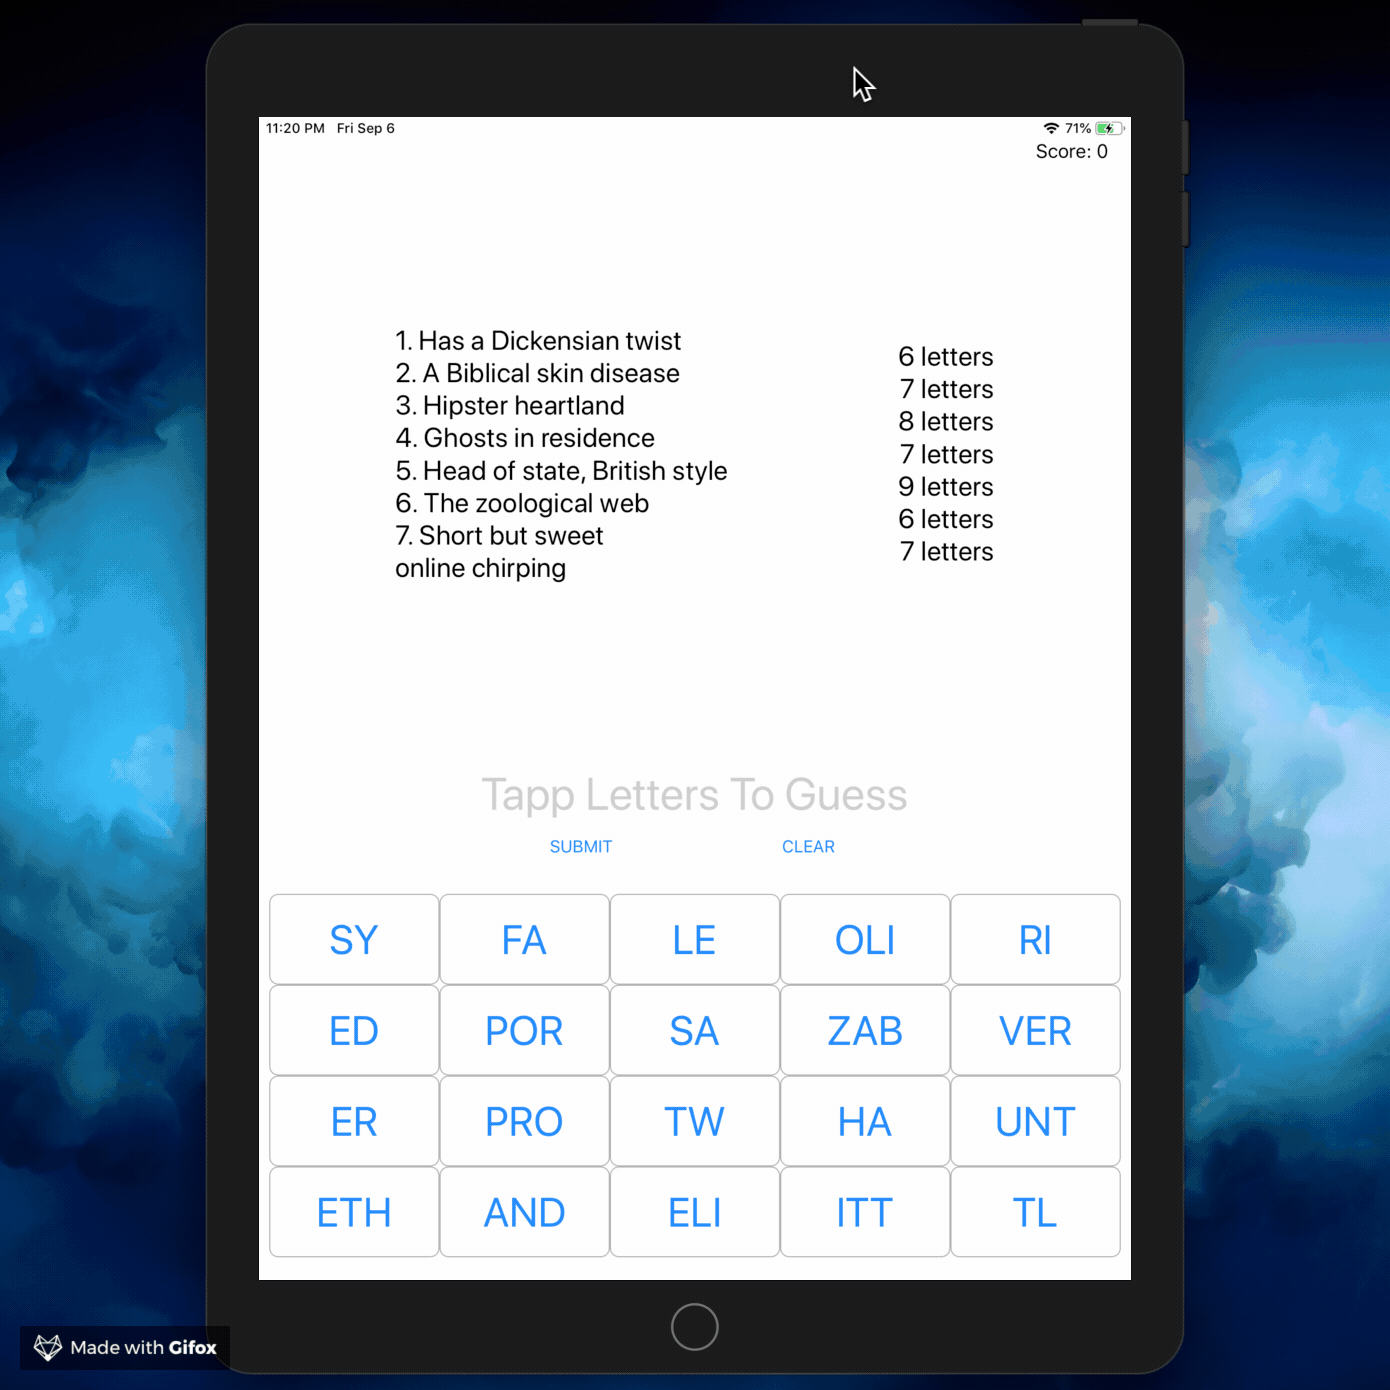 11:20 PM Fri Sep 6
71%
Score: 0
1. Has a Dickensian twist
2. A Biblical skin disease
3. Hipster heartland
4. Ghosts in residence
5. Head of state, British style
6. The zoological web
7. Short but sweet
online chirping
6 letters
7 letters
8 letters
7 letters
9 letters
6 letters
7 letters
Tapp Letters To Guess
SUBMIT CLEAR
SY FA LE OLI RI
ED POR SA ZAB VER
ER PRO TW HA UNT
ETH AND ELI ITT TL
Made with Gifox